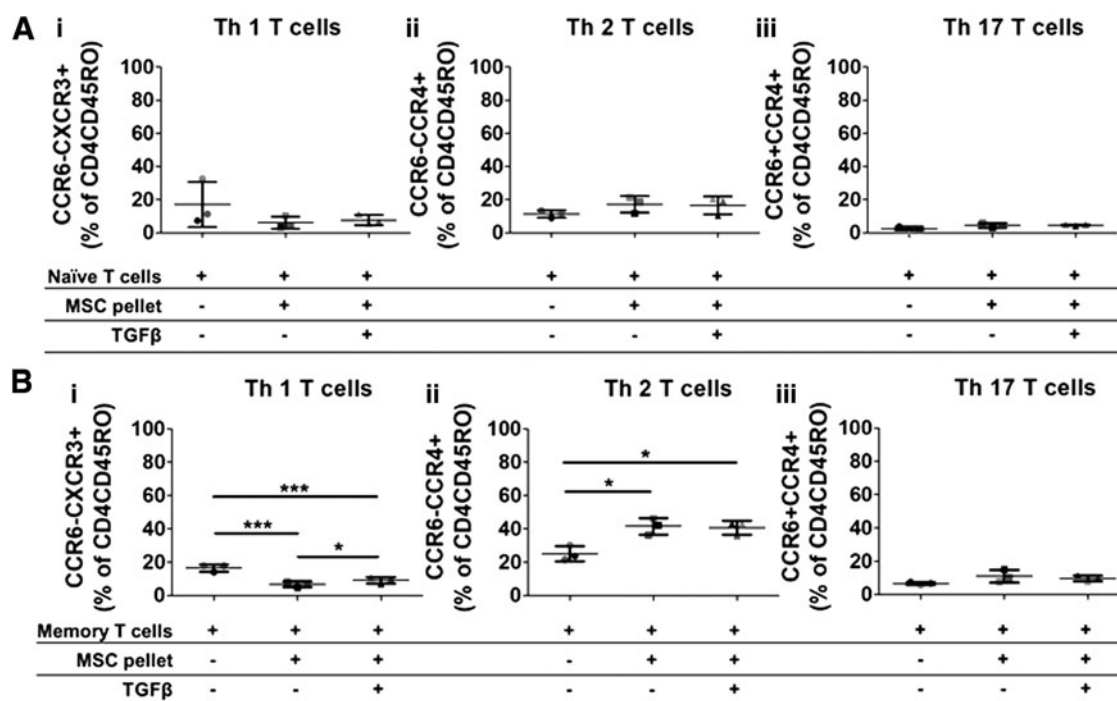 A i Th 1 T cells ii Th 2 T cells iii Th 17 T cells
CCR6-CXCR3+
(% of CD4CD45RO)
100
80
60
40
20
0
CCR6-CCR4+
(% of CD4CD45RO)
100
80
60
40
20
0
CCR6+CCR4+
(% of CD4CD45RO)
100
80
60
40
20
0
Naïve T cells + + + + + + + + +
MSC pellet - + + - + + - + +
TGFβ - - + - - + - - +
B i Th 1 T cells ii Th 2 T cells iii Th 17 T cells
CCR6-CXCR3+
(% of CD4CD45RO)
100
80
60
40
20
0
***
***
*
CCR6-CCR4+
(% of CD4CD45RO)
100
80
60
40
20
0
*
*
CCR6+CCR4+
(% of CD4CD45RO)
100
80
60
40
20
0
Memory T cells + + + + + + + + +
MSC pellet - + + - + + - + +
TGFβ - - + - - + - - +